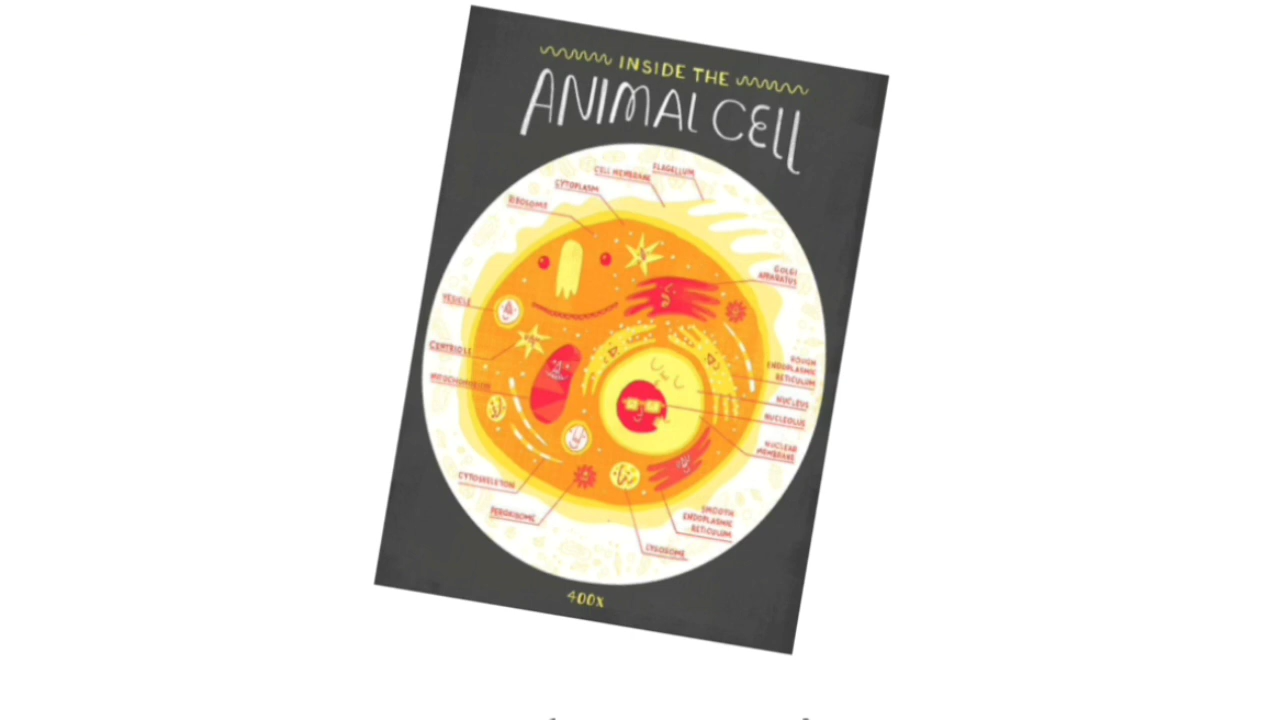 INSIDE THE
ANIMAL CELL
FLAGELLUM
CELL MEMBRANE
CYTOPLASM
RIBOSOME
GOLGI
APPARATUS
VESICLE
CENTRIOLE
MITOCHONDRIUM
ROUGH
ENDOPLASMIC
RETICULUM
NUCLEUS
NUCLEOLUS
NUCLEAR
MEMBRANE
CYTOSKELETON
PEROXISOME
SMOOTH
ENDOPLASMIC
RETICULUM
LYSOSOME
400X